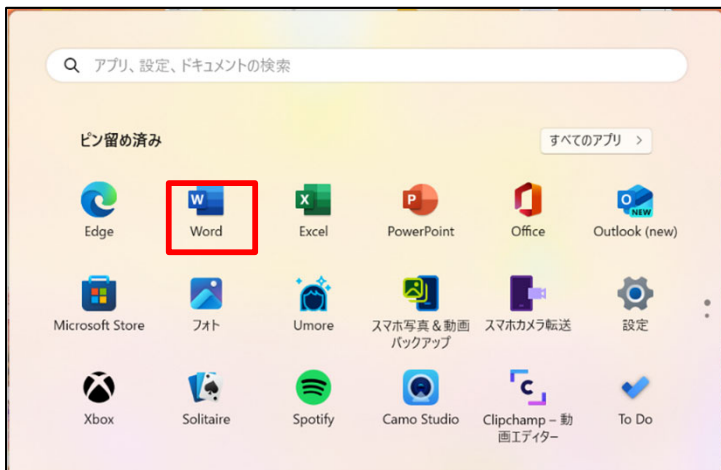 アプリ、設定、ドキュメントの検索
ピン留め済み
すべてのアプリ >
Edge
Word
Excel
PowerPoint
Office
Outlook (new)
Microsoft Store
フォト
Umore
スマホ写真 & 動画
バックアップ
スマホカメラ転送
設定
Xbox
Solitaire
Spotify
Camo Studio
Clipchamp – 動
画エディター
To Do
W
W
X
P
O
NEW
C